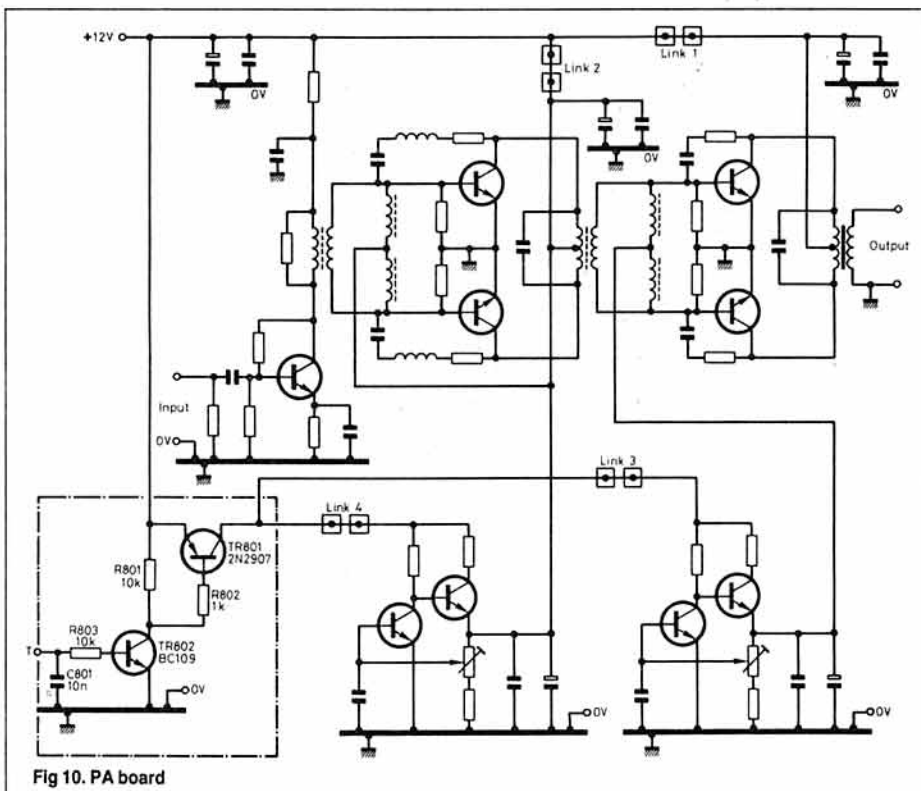 +12V
Link 1
Link 2
0V
0V
0V
Output
Input
0V
Link 3
Link 4
TR801
2N2907
R801
10k
R802
1k
R803
10k
TR802
BC109
T
C801
10n
0V
0V
0V
Fig 10. PA board